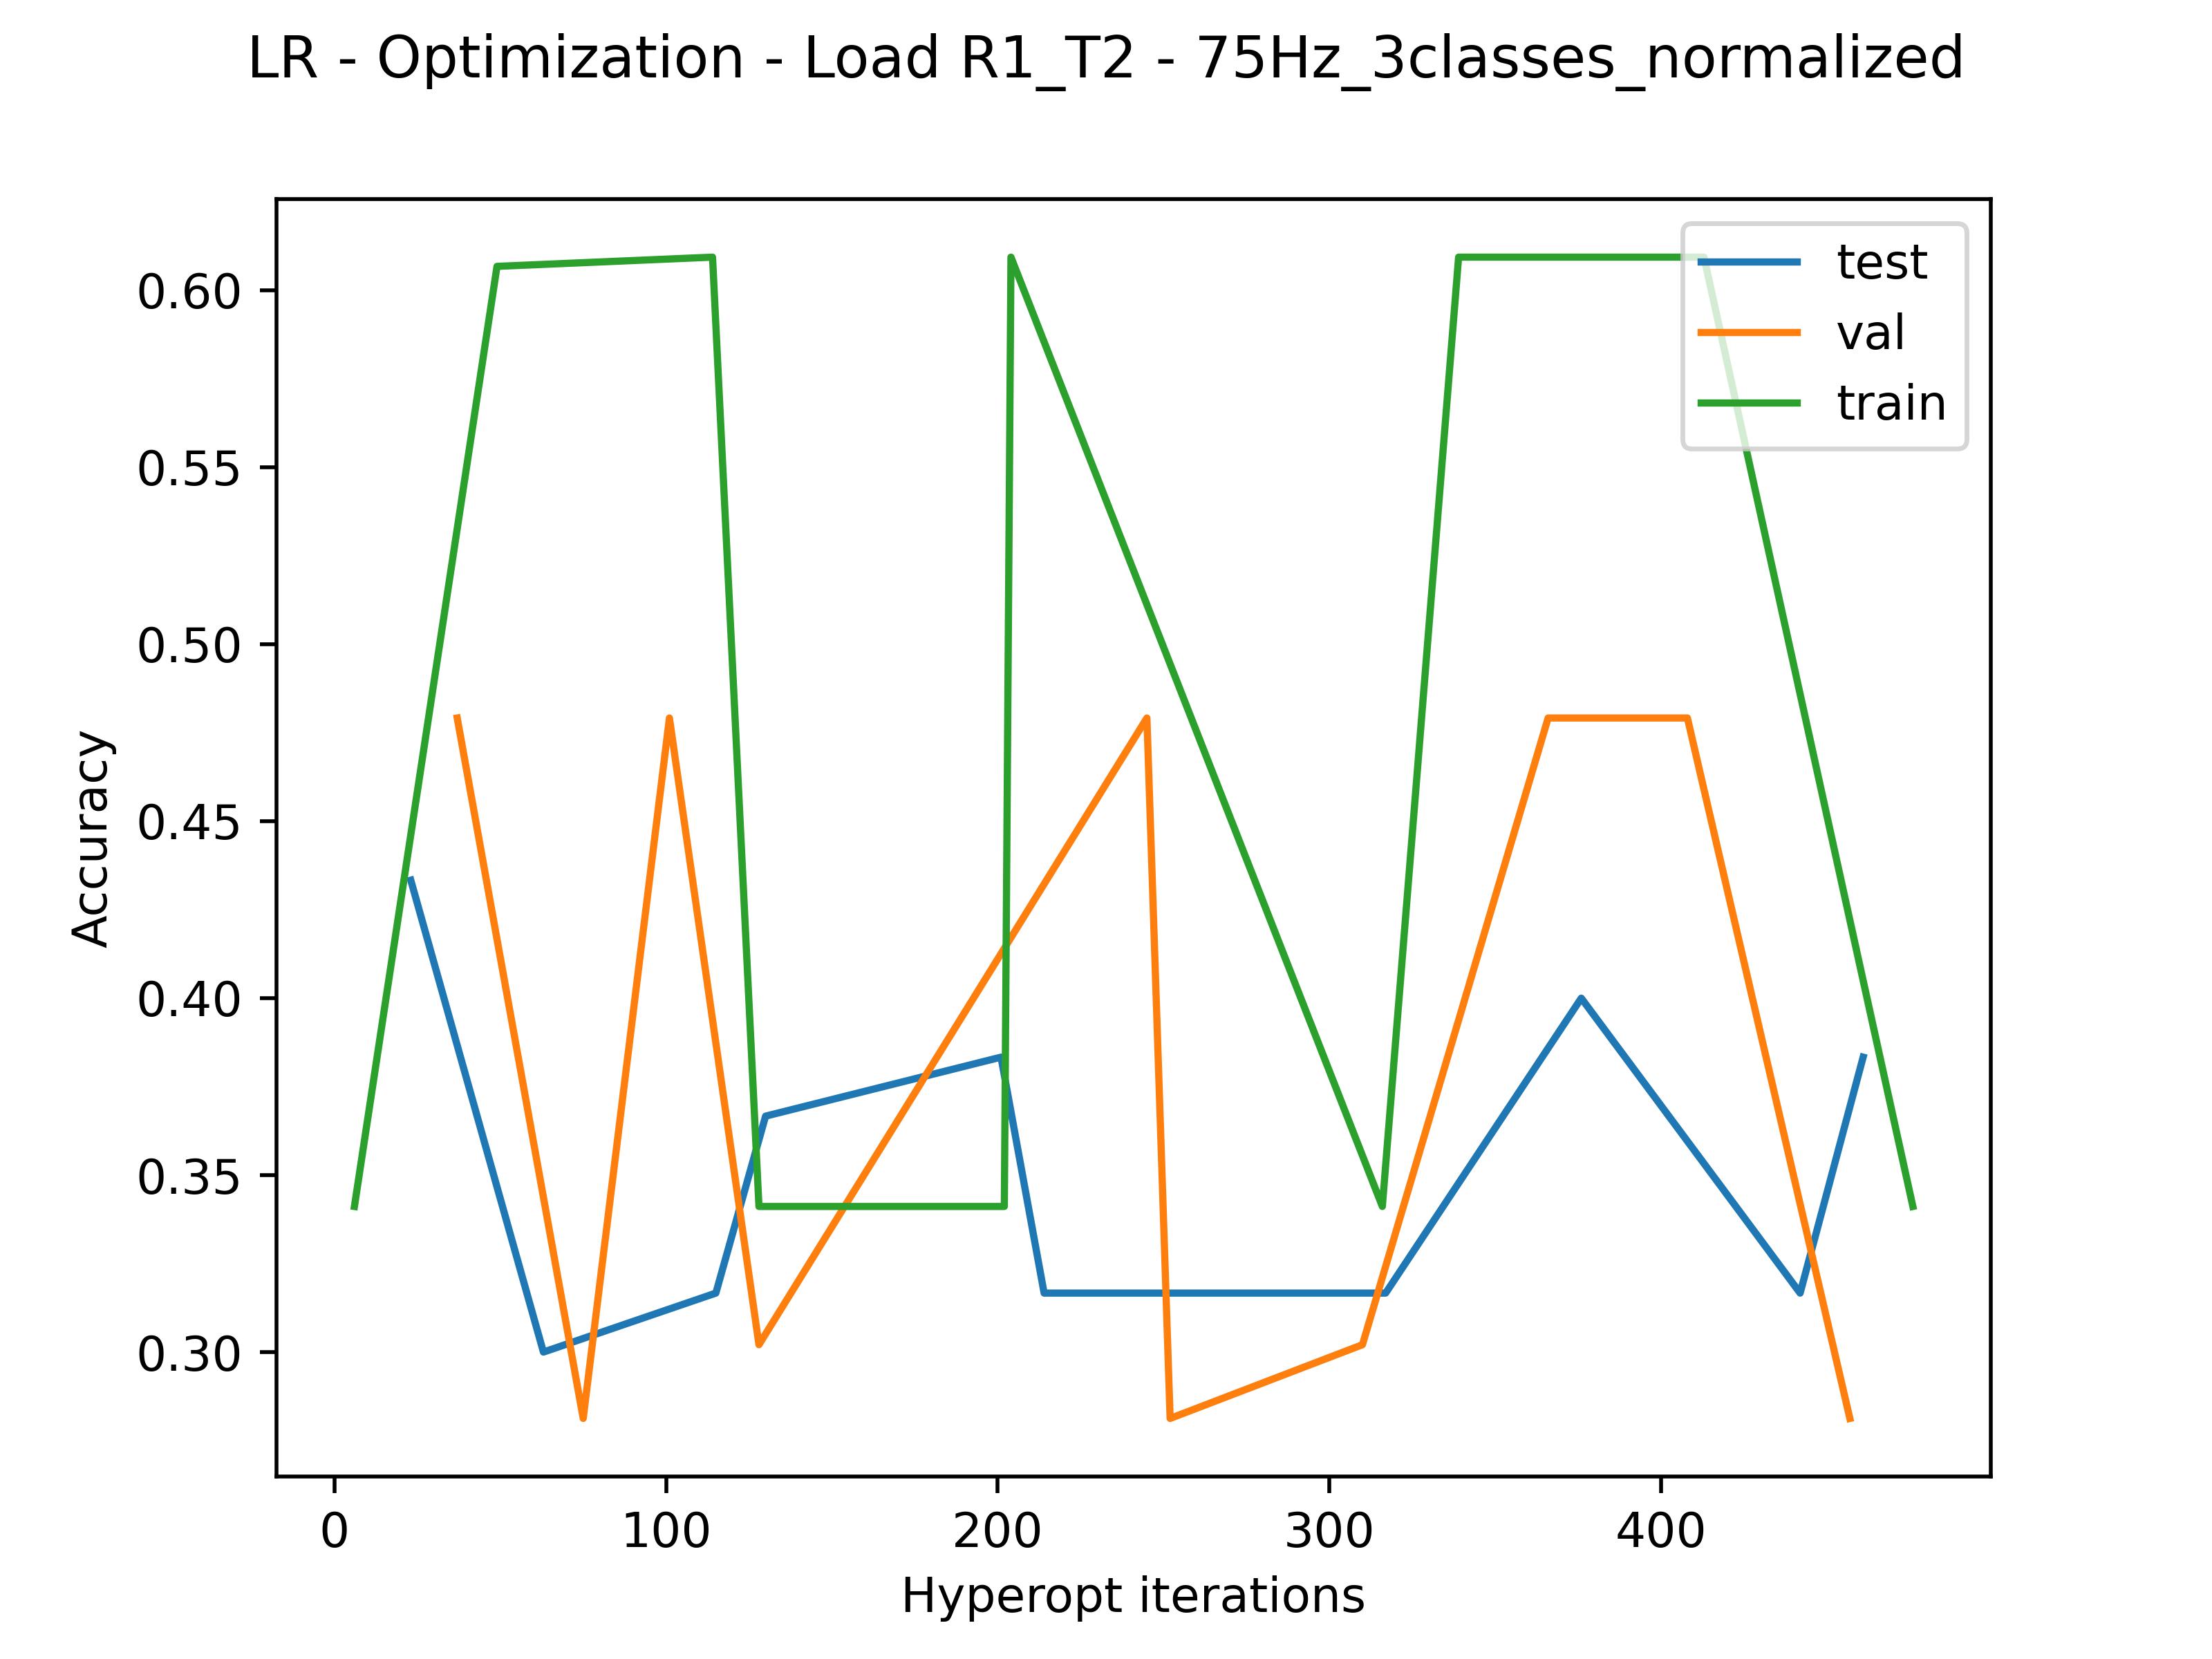 LR - Optimization - Load R1_T2 - 75Hz_3classes_normalized
test
val
train
0.60
0.55
0.50
0.45
0.40
0.35
0.30
Accuracy
0 100 200 300 400
Hyperopt iterations